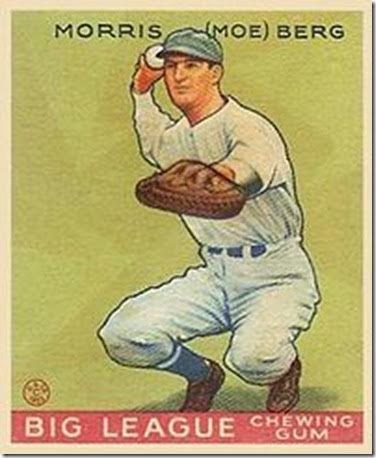 MORRIS (MOE) BERG
BIG LEAGUE CHEWING GUM